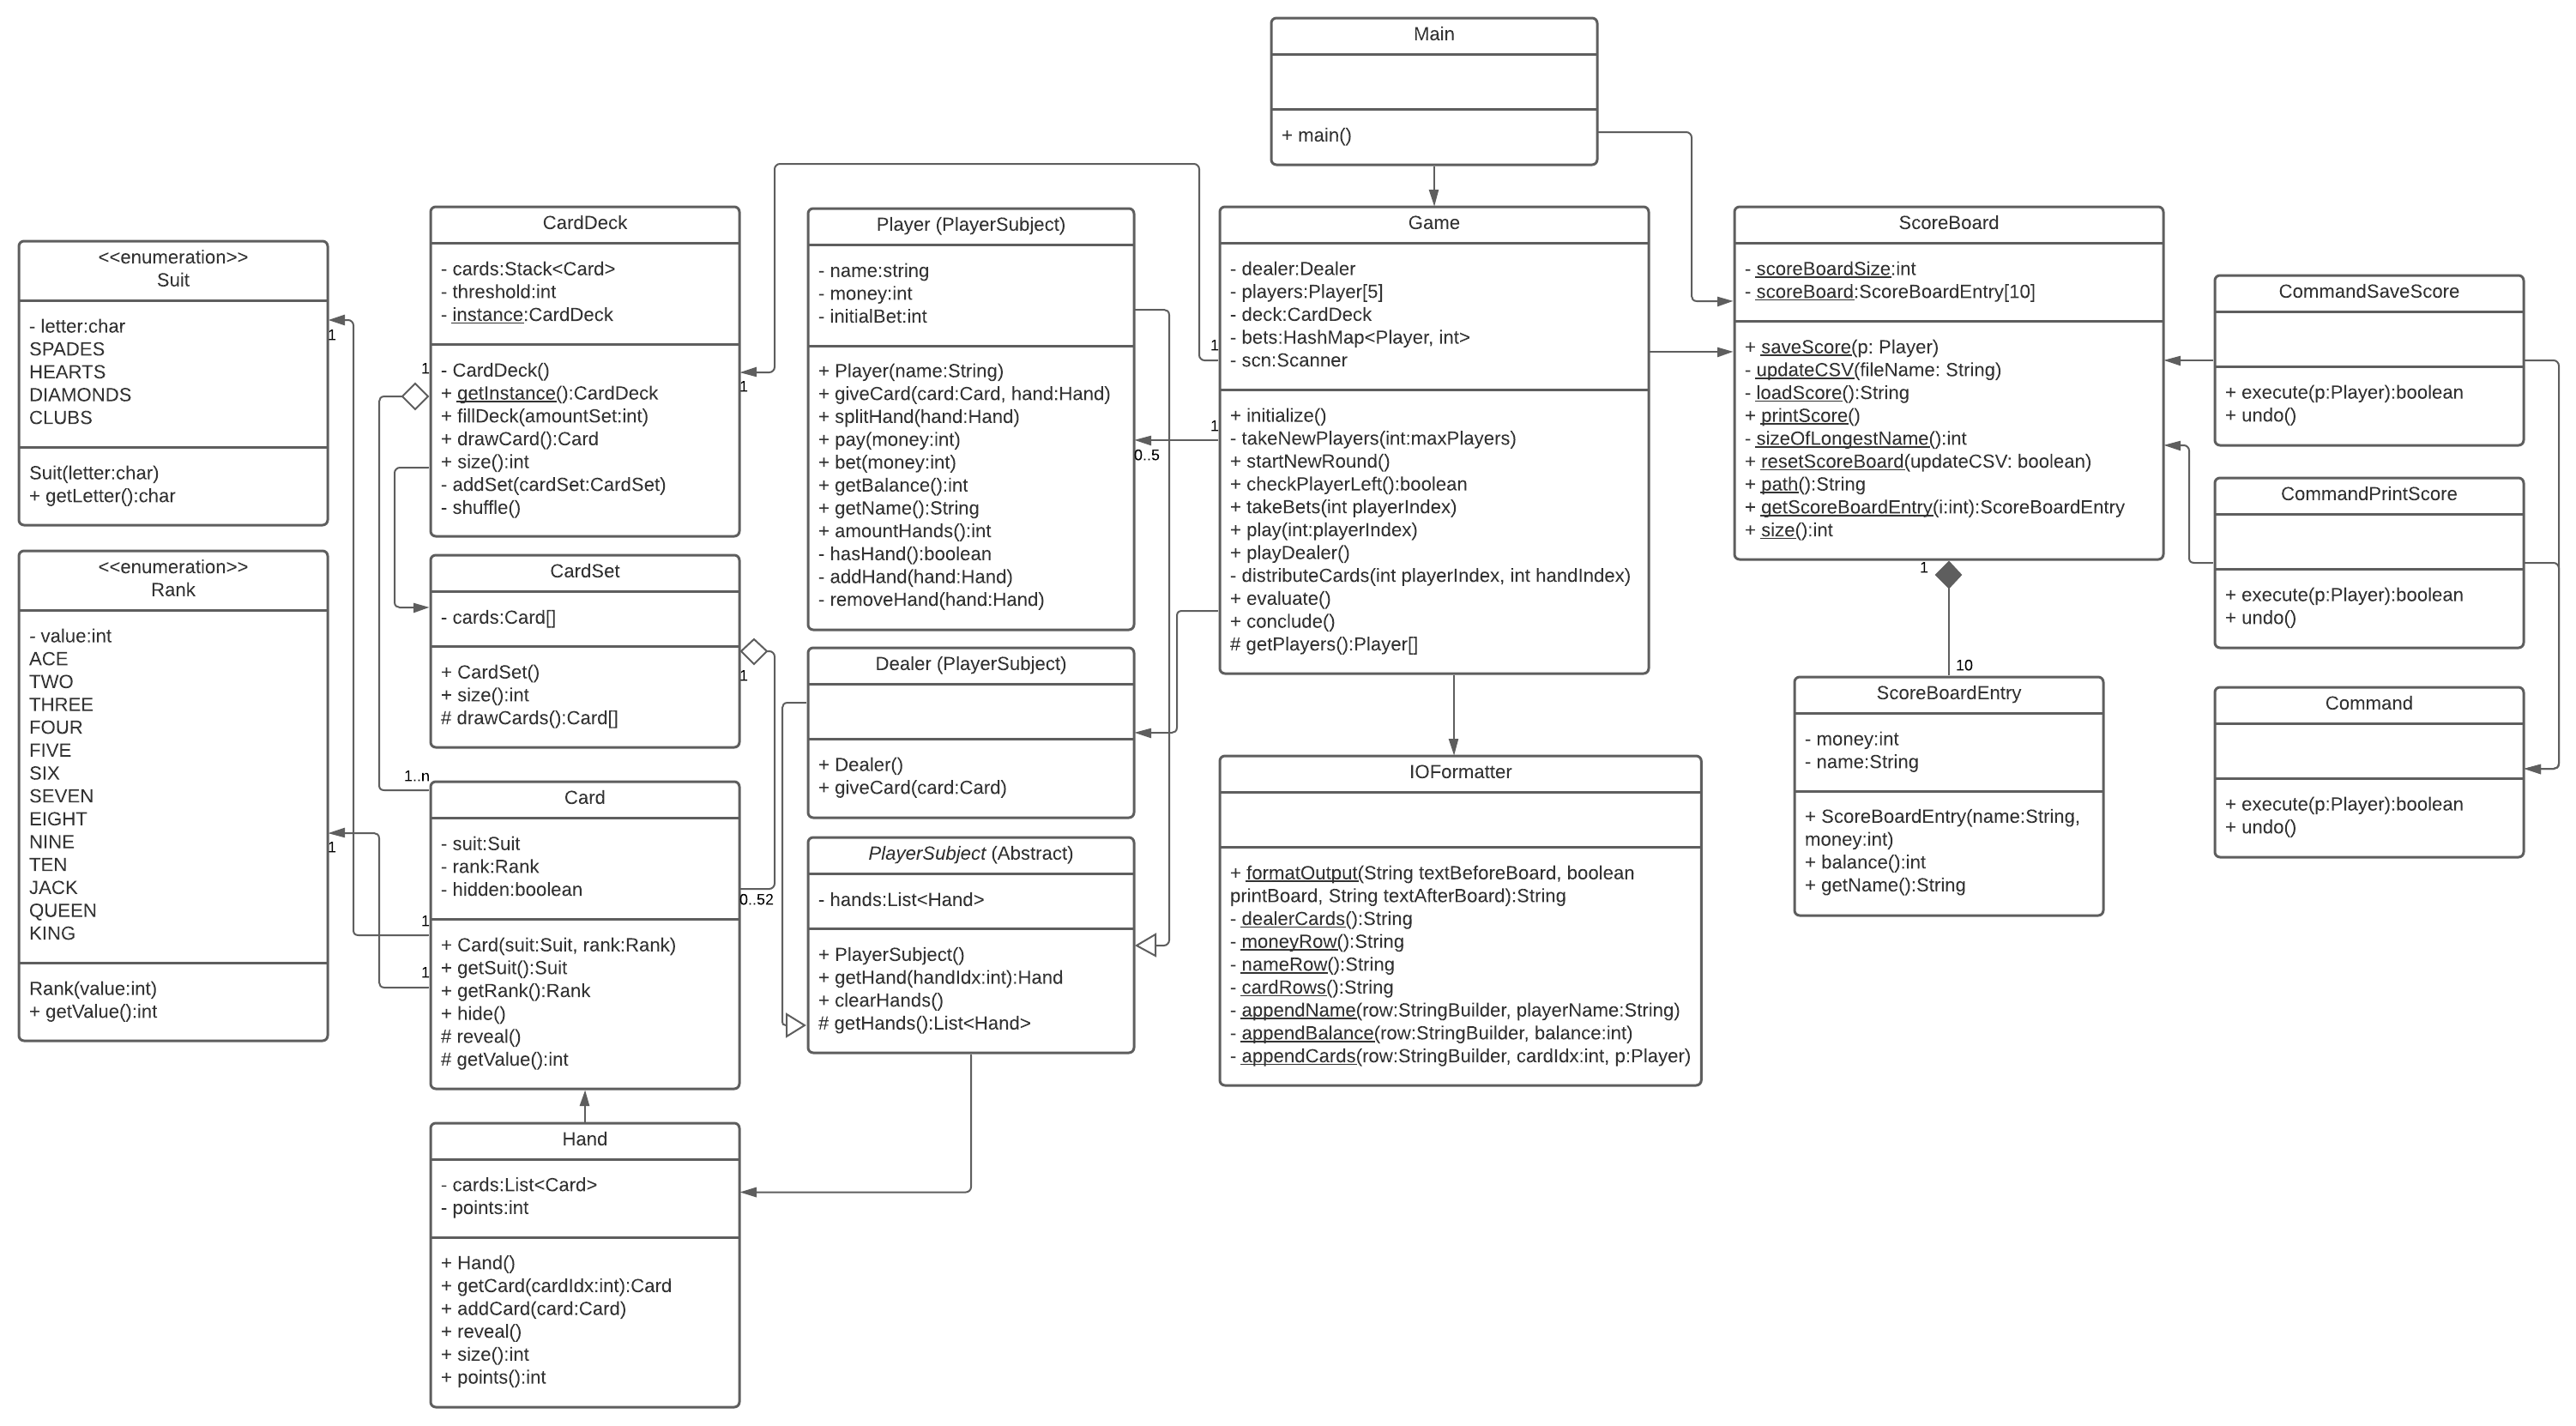 Main
+ main()
<<enumeration>>
Suit
- letter:char
SPADES
HEARTS
DIAMONDS
CLUBS
Suit(letter:char)
+ getLetter():char
1
<<enumeration>>
Rank
- value:int
ACE
TWO
THREE
FOUR
FIVE
SIX
SEVEN
EIGHT
NINE
TEN
JACK
QUEEN
KING
Rank(value:int)
+ getValue():int
1
CardDeck
- cards:Stack<Card>
- threshold:int
- instance:CardDeck
- CardDeck()
+ getInstance():CardDeck
+ fillDeck(amountSet:int)
+ drawCard():Card
+ size():int
- addSet(cardSet:CardSet)
- shuffle()
1
1
CardSet
- cards:Card[]
+ CardSet()
+ size():int
# drawCards():Card[]
1
1..n
Card
- suit:Suit
- rank:Rank
- hidden:boolean
+ Card(suit:Suit, rank:Rank)
+ getSuit():Suit
+ getRank():Rank
+ hide()
# reveal()
# getValue():int
0..52
1
1
Hand
- cards:List<Card>
- points:int
+ Hand()
+ getCard(cardIdx:int):Card
+ addCard(card:Card)
+ reveal()
+ size():int
+ points():int
Player (PlayerSubject)
- name:string
- money:int
- initialBet:int
+ Player(name:String)
+ giveCard(card:Card, hand:Hand)
+ splitHand(hand:Hand)
+ pay(money:int)
+ bet(money:int)
+ getBalance():int
+ getName():String
+ amountHands():int
- hasHand():boolean
- addHand(hand:Hand)
- removeHand(hand:Hand)
0..5
Dealer (PlayerSubject)
+ Dealer()
+ giveCard(card:Card)
PlayerSubject (Abstract)
- hands:List<Hand>
+ PlayerSubject()
+ getHand(handIdx:int):Hand
+ clearHands()
# getHands():List<Hand>
Game
- dealer:Dealer
- players:Player[5]
- deck:CardDeck
- bets:HashMap<Player, int>
- scn:Scanner
+ initialize()
- takeNewPlayers(int:maxPlayers)
+ startNewRound()
+ checkPlayerLeft():boolean
+ takeBets(int playerIndex)
+ play(int:playerIndex)
+ playDealer()
- distributeCards(int playerIndex, int handIndex)
+ evaluate()
+ conclude()
# getPlayers():Player[]
1
1
IOFormatter
+ formatOutput(String textBeforeBoard, boolean
printBoard, String textAfterBoard):String
- dealerCards():String
- moneyRow():String
- nameRow():String
- cardRows():String
- appendName(row:StringBuilder, playerName:String)
- appendBalance(row:StringBuilder, balance:int)
- appendCards(row:StringBuilder, cardIdx:int, p:Player)
ScoreBoard
- scoreBoardSize:int
- scoreBoard:ScoreBoardEntry[10]
+ saveScore(p: Player)
- updateCSV(fileName: String)
- loadScore():String
+ printScore()
- sizeOfLongestName():int
+ resetScoreBoard(updateCSV: boolean)
+ path():String
+ getScoreBoardEntry(i:int):ScoreBoardEntry
+ size():int
1
10
ScoreBoardEntry
- money:int
- name:String
+ ScoreBoardEntry(name:String,
money:int)
+ balance():int
+ getName():String
CommandSaveScore
+ execute(p:Player):boolean
+ undo()
CommandPrintScore
+ execute(p:Player):boolean
+ undo()
Command
+ execute(p:Player):boolean
+ undo()